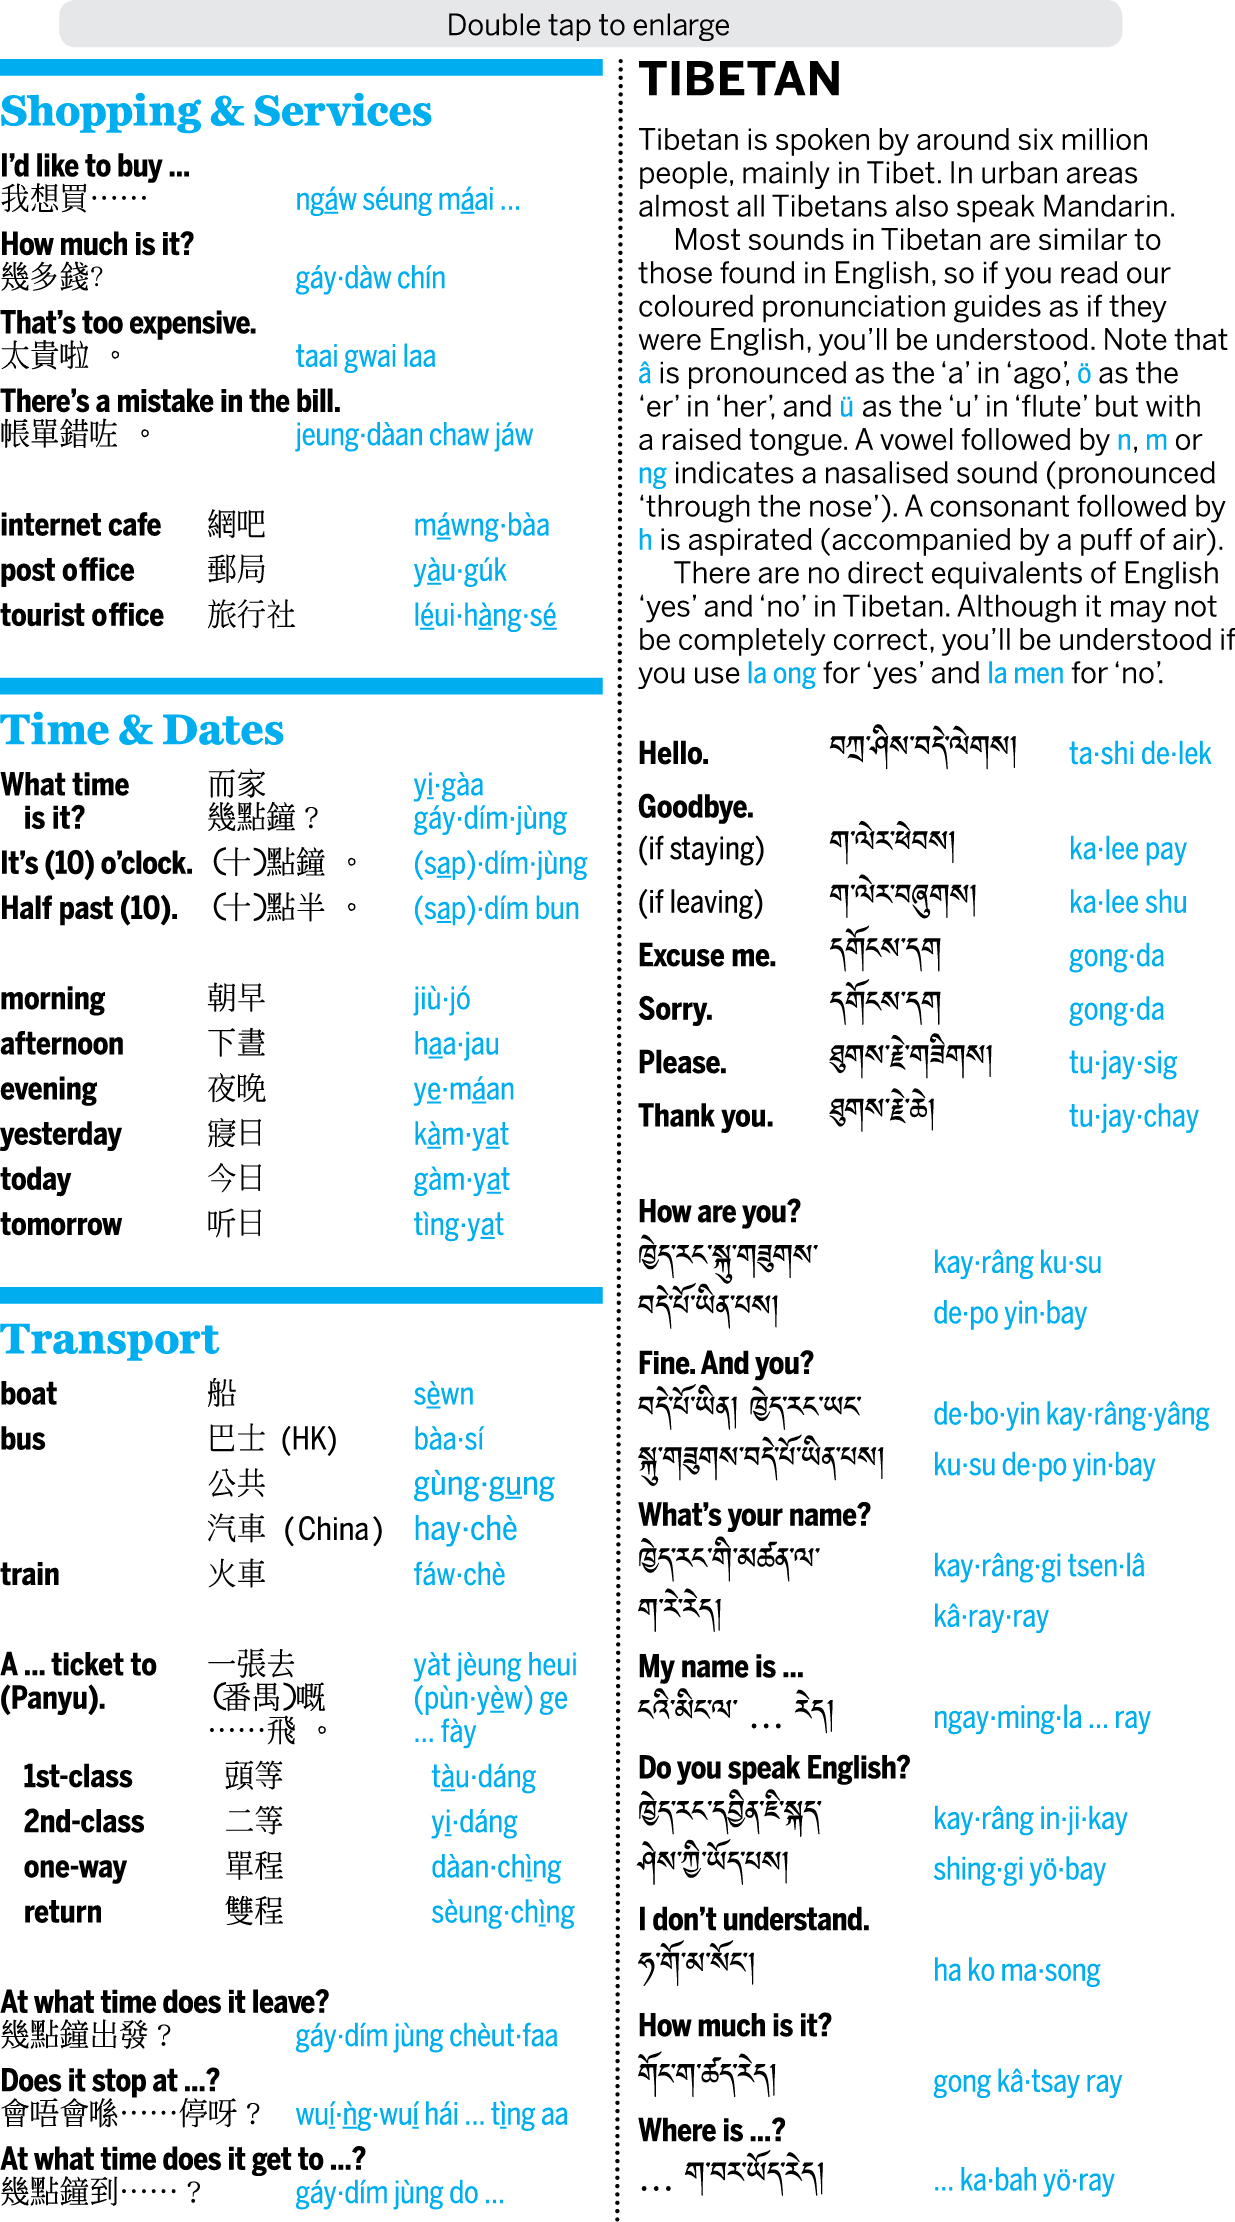 Double tap to enlarge
Shopping & Services
I'd like to buy ...
我想買…… ngáw séung máai ...
How much is it?
幾多錢? gáy·dàw chín
That's too expensive.
太貴啦 。 taai gwai laa
There's a mistake in the bill.
帳單錯咗 。 jeung·dàan chaw jáw
internet cafe 網吧 máwng·bàa
post office 郵局 yàu·gúk
tourist office 旅行社 léui·hàng·sé
Time & Dates
What time 而家 yi·gàa
is it? 幾點鐘？ gáy·dím·jùng
It's (10) o'clock. (十)點鐘 。 (sap)·dím·jùng
Half past (10). (十)點半 。 (sap)·dím bun
morning 朝早 jiù·jó
afternoon 下晝 haa·jau
evening 夜晚 ye·máan
yesterday 寢日 kàm·yat
today 今日 gàm·yat
tomorrow 听日 tìng·yat
Transport
boat 船 sèwn
bus 巴士 (HK) bàa·sí
公共 gùng·gung
汽車 (China) hay·chè
train 火車 fáw·chè
A ... ticket to 一張去 yàt jèung heui
(Panyu). (番禺)嘅 (pùn·yèw) ge
……飛 。 ... fày
1st-class 頭等 tàu·dáng
2nd-class 二等 yi·dáng
one-way 單程 dàan·chìng
return 雙程 sèung·chìng
At what time does it leave?
幾點鐘出發？ gáy·dím jùng chèut·faa
Does it stop at ...?
會唔會喺……停呀？ wuí·ǹg·wuí hái ... tìng aa
At what time does it get to ...?
幾點鐘到……？ gáy·dím jùng do ...
TIBETAN
Tibetan is spoken by around six million
people, mainly in Tibet. In urban areas
almost all Tibetans also speak Mandarin.
Most sounds in Tibetan are similar to
those found in English, so if you read our
coloured pronunciation guides as if they
were English, you'll be understood. Note that
â is pronounced as the 'a' in 'ago', ö as the
'er' in 'her', and ü as the 'u' in 'flute' but with
a raised tongue. A vowel followed by n, m or
ng indicates a nasalised sound (pronounced
'through the nose'). A consonant followed by
h is aspirated (accompanied by a puff of air).
There are no direct equivalents of English
'yes' and 'no' in Tibetan. Although it may not
be completely correct, you'll be understood if
you use la ong for 'yes' and la men for 'no'.
Hello. བཀྲ་ཤིས་བདེ་ལེགས། ta·shi de·lek
Goodbye.
(if staying) ག་ལེར་ཕེབས། ka·lee pay
(if leaving) ག་ལེར་བཞུགས། ka·lee shu
Excuse me. དགོངས་དག gong·da
Sorry. དགོངས་དག gong·da
Please. ཐུགས་རྗེ་གཟིགས། tu·jay·sig
Thank you. ཐུགས་རྗེ་ཆེ། tu·jay·chay
How are you?
ཁྱེད་རང་སྐུ་གཟུགས་ kay·râng ku·su
བདེ་པོ་ཡིན་པས། de·po yin·bay
Fine. And you?
བདེ་པོ་ཡིན། ཁྱེད་རང་ཡང་ de·bo·yin kay·râng·yâng
སྐུ་གཟུགས་བདེ་པོ་ཡིན་པས། ku·su de·po yin·bay
What's your name?
ཁྱེད་རང་གི་མཚན་ལ་ kay·râng·gi tsen·lâ
ག་རེ་རེད། kâ·ray·ray
My name is ...
ངའི་མིང་ལ་ ... རེད། ngay·ming·la ... ray
Do you speak English?
ཁྱེད་རང་དབྱིན་ཇི་སྐད་ kay·râng in·ji·kay
ཤེས་ཀྱི་ཡོད་པས། shing·gi yö·bay
I don't understand.
ཧ་གོ་མ་སོང་། ha ko ma·song
How much is it?
གོང་ག་ཚད་རེད། gong kâ·tsay ray
Where is ...?
... ག་བར་ཡོད་རེད། ... ka·bah yö·ray